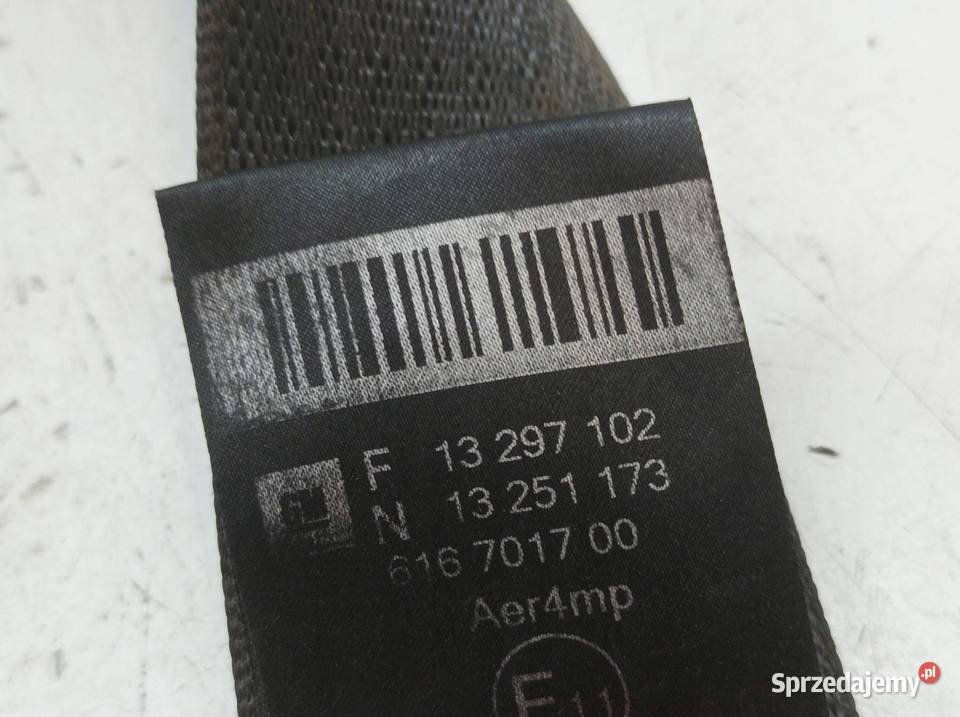 F 13 297 102
N 13 251 173
616 7017 00
Aer4mp
E11
Sprzedajemy.pl